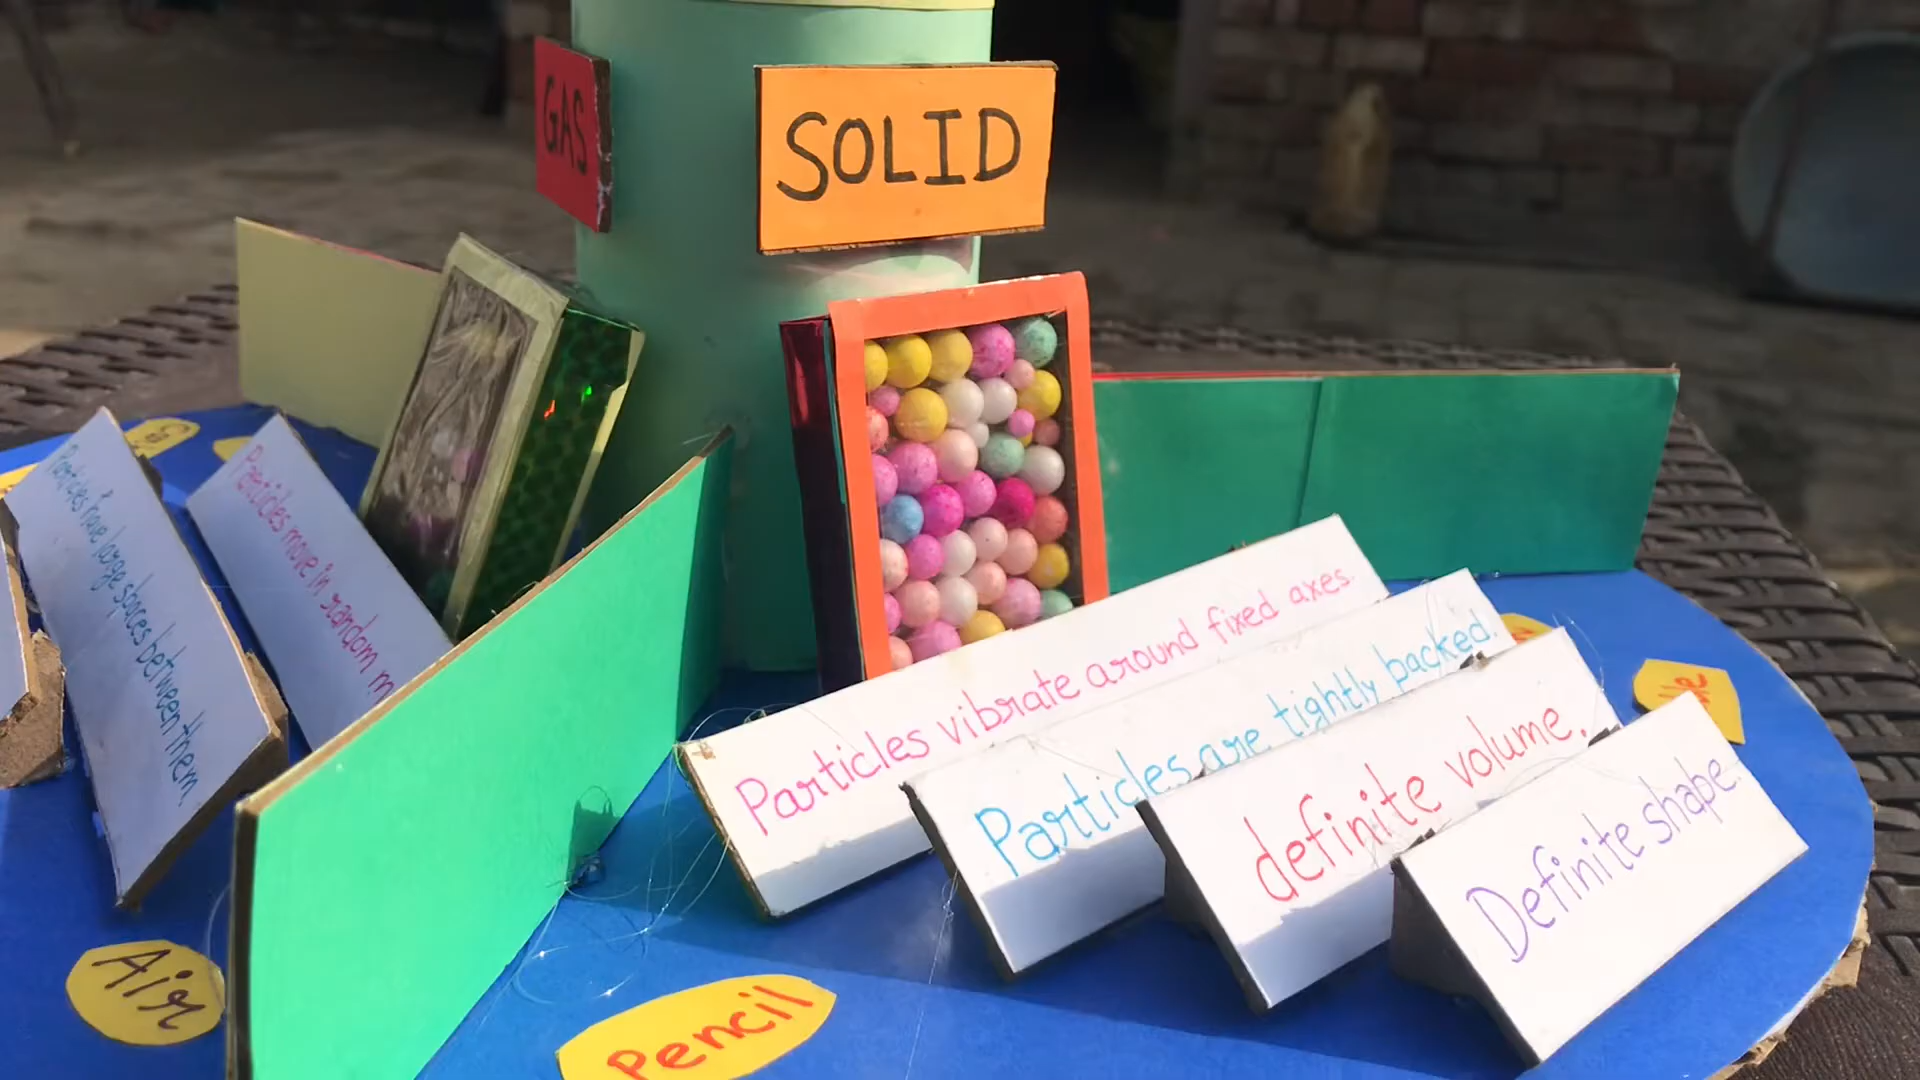 GAS
SOLID
Particles vibrate around fixed axes.
Particles are tightly backed.
definite volume.
Definite shape.
Particles have large spaces between them.
Particles move in random m
Air
Pencil